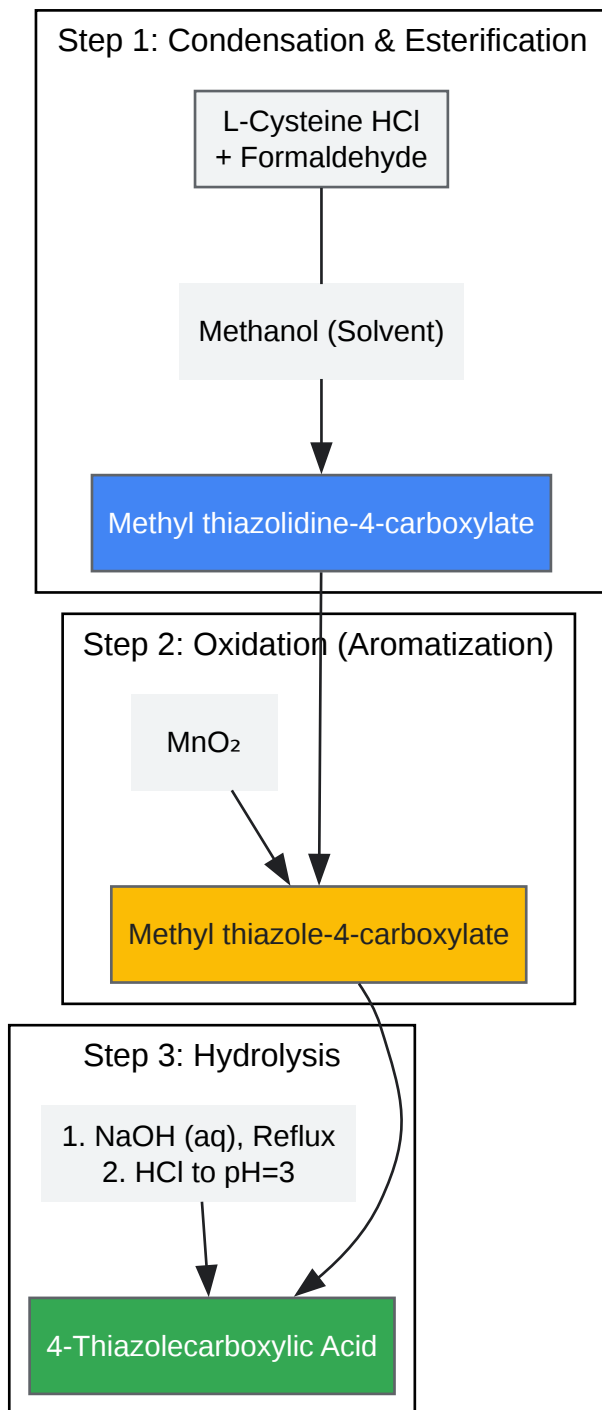 Step 1: Condensation & Esterification
L-Cysteine HCl
+ Formaldehyde
Methanol (Solvent)
Methyl thiazolidine-4-carboxylate
Step 2: Oxidation (Aromatization)
MnO₂
Methyl thiazole-4-carboxylate
Step 3: Hydrolysis
1. NaOH (aq), Reflux
2. HCl to pH=3
4-Thiazolecarboxylic Acid